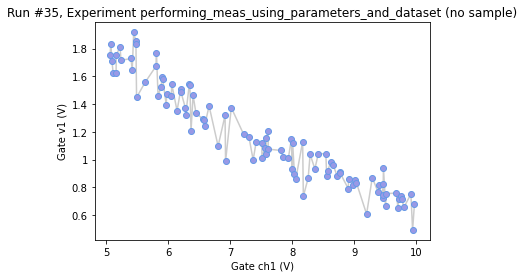 Run #35, Experiment performing_meas_using_parameters_and_dataset (no sample)
Gate v1 (V)
1.8
1.6
1.4
1.2
1
0.8
0.6
5 6 7 8 9 10
Gate ch1 (V)